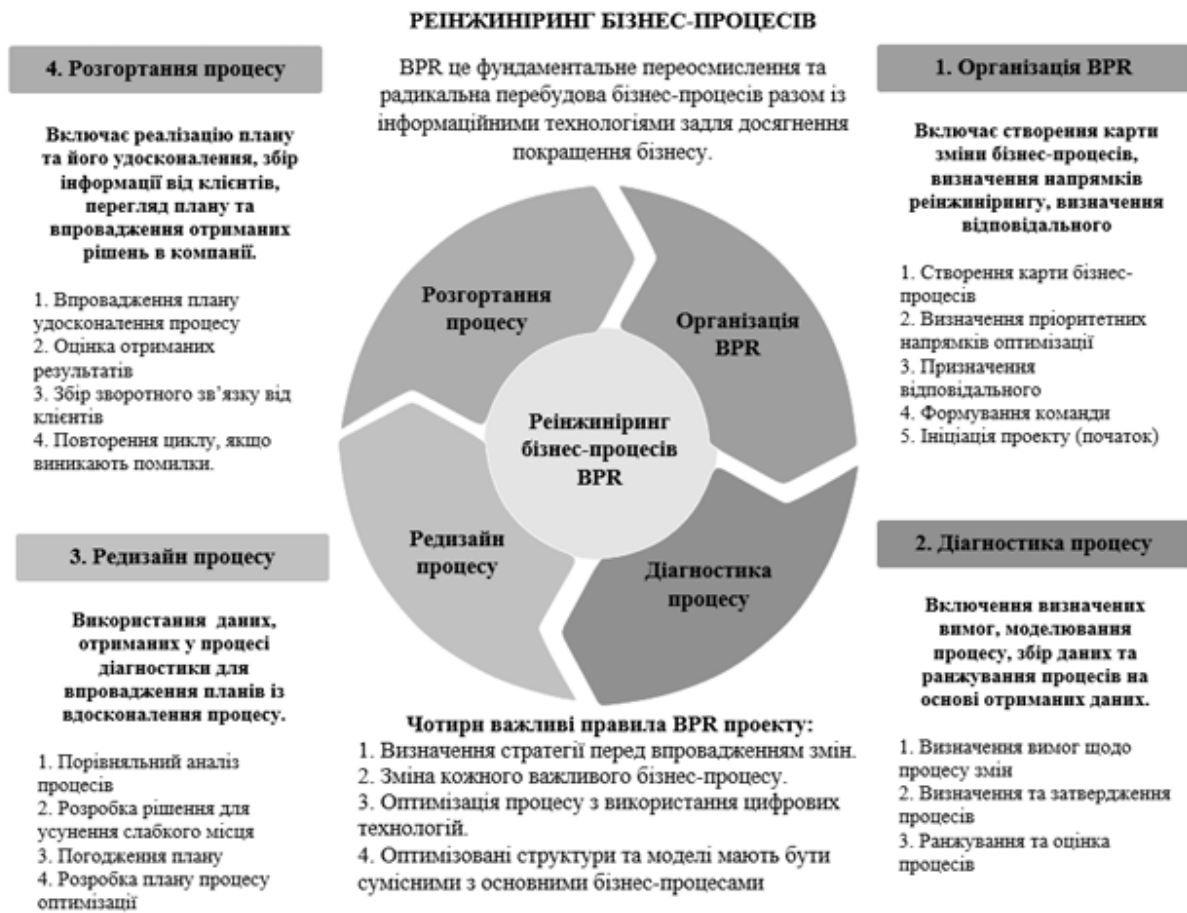 РЕІНЖИНІРИНГ БІЗНЕС-ПРОЦЕСІВ
BPR це фундаментальне переосмислення та
радикальна перебудова бізнес-процесів разом із
інформаційними технологіями задля досягнення
покращення бізнесу.
4. Розгортання процесу
Включає реалізацію плану
та його удосконалення, збір
інформації від клієнтів,
перегляд плану та
впровадження отриманих
рішень в компанії.
1. Впровадження плану
удосконалення процесу
2. Оцінка отриманих
результатів
3. Збір зворотного зв’язку від
клієнтів
4. Повторення циклу, якщо
виникають помилки.
1. Організація BPR
Включає створення карти
зміни бізнес-процесів,
визначення напрямків
реінжинірингу, визначення
відповідального
1. Створення карти бізнес-
процесів
2. Визначення пріоритетних
напрямків оптимізації
3. Призначення
відповідального
4. Формування команди
5. Ініціація проекту (початок)
Розгортання
процесу
Організація
BPR
Реінжиніринг
бізнес-процесів
BPR
Редизайн
процесу
Діагностика
процесу
3. Редизайн процесу
Використання даних,
отриманих у процесі
діагностики для
впровадження планів із
вдосконалення процесу.
1. Порівняльний аналіз
процесів
2. Розробка рішення для
усунення слабкого місця
3. Погодження плану
4. Розробка плану процесу
оптимізації
2. Діагностика процесу
Включення визначених
вимог, моделювання
процесу, збір даних та
ранжування процесів на
основі отриманих даних.
1. Визначення вимог щодо
процесу змін
2. Визначення та затвердження
процесів
3. Ранжування та оцінка
процесів
Чотири важливі правила BPR проекту:
1. Визначення стратегії перед впровадженням змін.
2. Зміна кожного важливого бізнес-процесу.
3. Оптимізація процесу з використання цифрових
технологій.
4. Оптимізовані структури та моделі мають бути
сумісними з основними бізнес-процесами